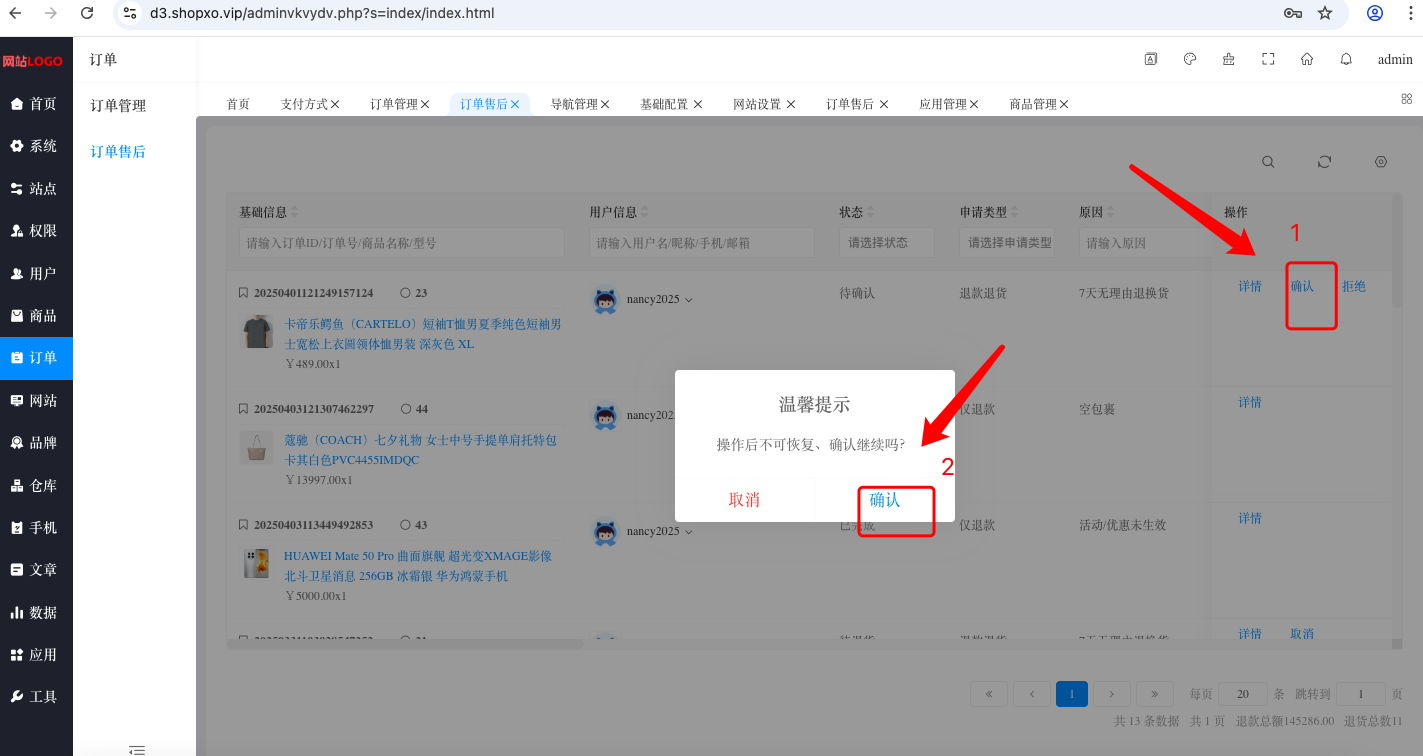 d3.shopxo.vip/adminvkvydv.php?s=index/index.html
网站LOGO
首页
系统
站点
权限
用户
商品
订单
网站
品牌
仓库
手机
文章
数据
应用
工具
订单
订单管理
订单售后
admin
首页 支付方式 订单管理 订单售后 导航管理 基础配置 网站设置 订单售后 应用管理 商品管理
基础信息 用户信息 状态 申请类型 原因 操作
请输入订单ID/订单号/商品名称/型号 请输入用户名/昵称/手机/邮箱 请选择状态 请选择申请类型 请输入原因
1
20250401121249157124 23 nancy2025 待确认 退款退货 7天无理由退换货 详情 确认 拒绝
卡帝乐鳄鱼（CARTELO）短袖T恤男夏季纯色短袖男
士宽松上衣圆领体恤男装 深灰色 XL
￥489.00x1
20250403121307462297 44 nancy202 仅退款 空包裹 详情
蔻驰（COACH）七夕礼物 女士中号手提单肩托特包
卡其白色PVC4455IMDQC
￥13997.00x1
温馨提示
操作后不可恢复、确认继续吗?
2
取消 确认
20250403113449492853 43 nancy2025 已完成 仅退款 活动/优惠未生效 详情
HUAWEI Mate 50 Pro 曲面旗舰 超光变XMAGE影像
北斗卫星消息 256GB 冰霜银 华为鸿蒙手机
￥5000.00x1
待退货 退款退货 7天无理由退换货 详情 取消
« ‹ 1 › » 每页 20 条 跳转到 1 页
共 13 条数据 共 1 页 退款总额145286.00 退货总数11